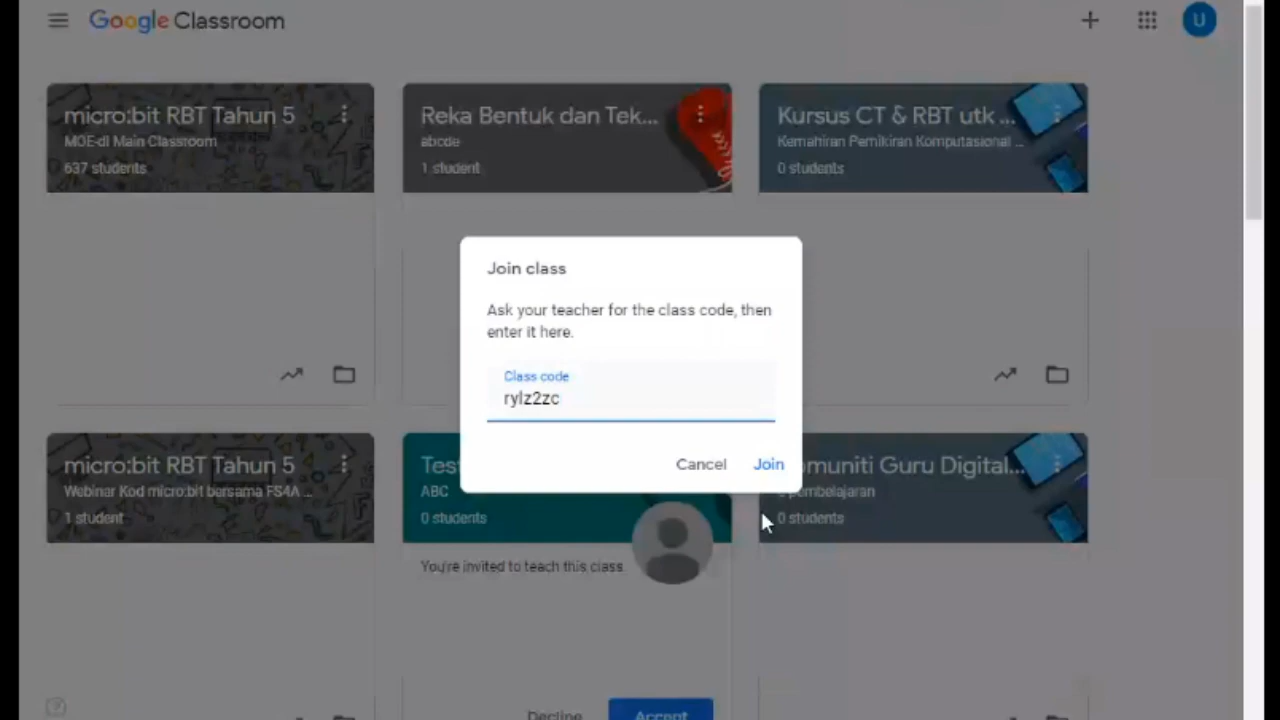 Google Classroom
U
micro:bit RBT Tahun 5
MOE-dl Main Classroom
637 students
Reka Bentuk dan Tek...
abcde
1 student
Kursus CT & RBT utk ...
Kemahiran Pemikiran Komputasional ...
0 students
Join class
Ask your teacher for the class code, then
enter it here.
Class code
rylz2zc
Cancel
Join
micro:bit RBT Tahun 5
Webinar Kod micro:bit bersama FS4A ...
1 student
Tes
ABC
0 students
You're invited to teach this class.
Decline
Accept
omuniti Guru Digital...
pembelajaran
0 students